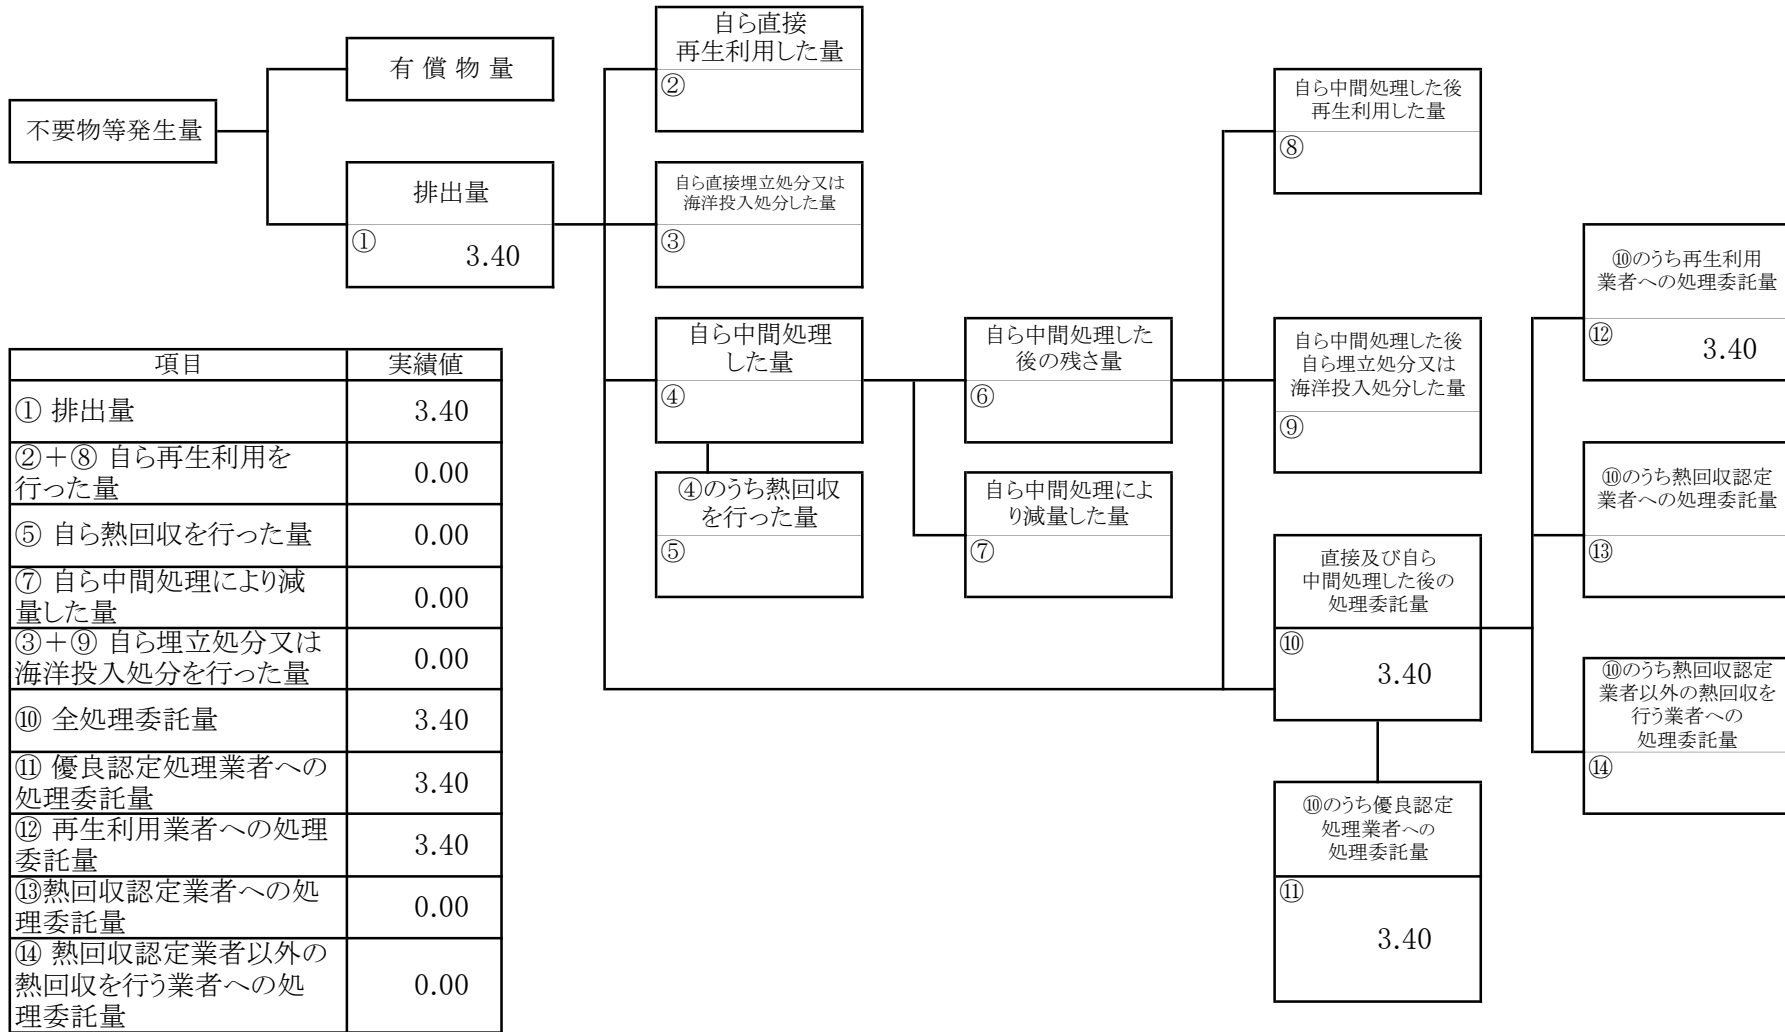 自ら直接
再生利用した量
②
有 償 物 量
不要物等発生量
排出量
①
3.40
自ら直接埋立処分又は
海洋投入処分した量
③
自ら中間処理した後
再生利用した量
⑧
自ら中間処理
した量
④
自ら中間処理した
後の残さ量
⑥
自ら中間処理した後
自ら埋立処分又は
海洋投入処分した量
⑨
⑩のうち再生利用
業者への処理委託量
⑫
3.40
④のうち熱回収
を行った量
⑤
自ら中間処理によ
り減量した量
⑦
直接及び自ら
中間処理した後の
処理委託量
⑩
3.40
⑩のうち熱回収認定
業者への処理委託量
⑬
⑩のうち熱回収認定
業者以外の熱回収を
行う業者への
処理委託量
⑭
⑩のうち優良認定
処理業者への
処理委託量
⑪
3.40
項目 実績値
① 排出量 3.40
②＋⑧ 自ら再生利用を
行った量 0.00
⑤ 自ら熱回収を行った量 0.00
⑦ 自ら中間処理により減
量した量 0.00
③＋⑨ 自ら埋立処分又は
海洋投入処分を行った量 0.00
⑩ 全処理委託量 3.40
⑪ 優良認定処理業者への
処理委託量 3.40
⑫ 再生利用業者への処理
委託量 3.40
⑬熱回収認定業者への処
理委託量 0.00
⑭ 熱回収認定業者以外の
熱回収を行う業者への処
理委託量 0.00